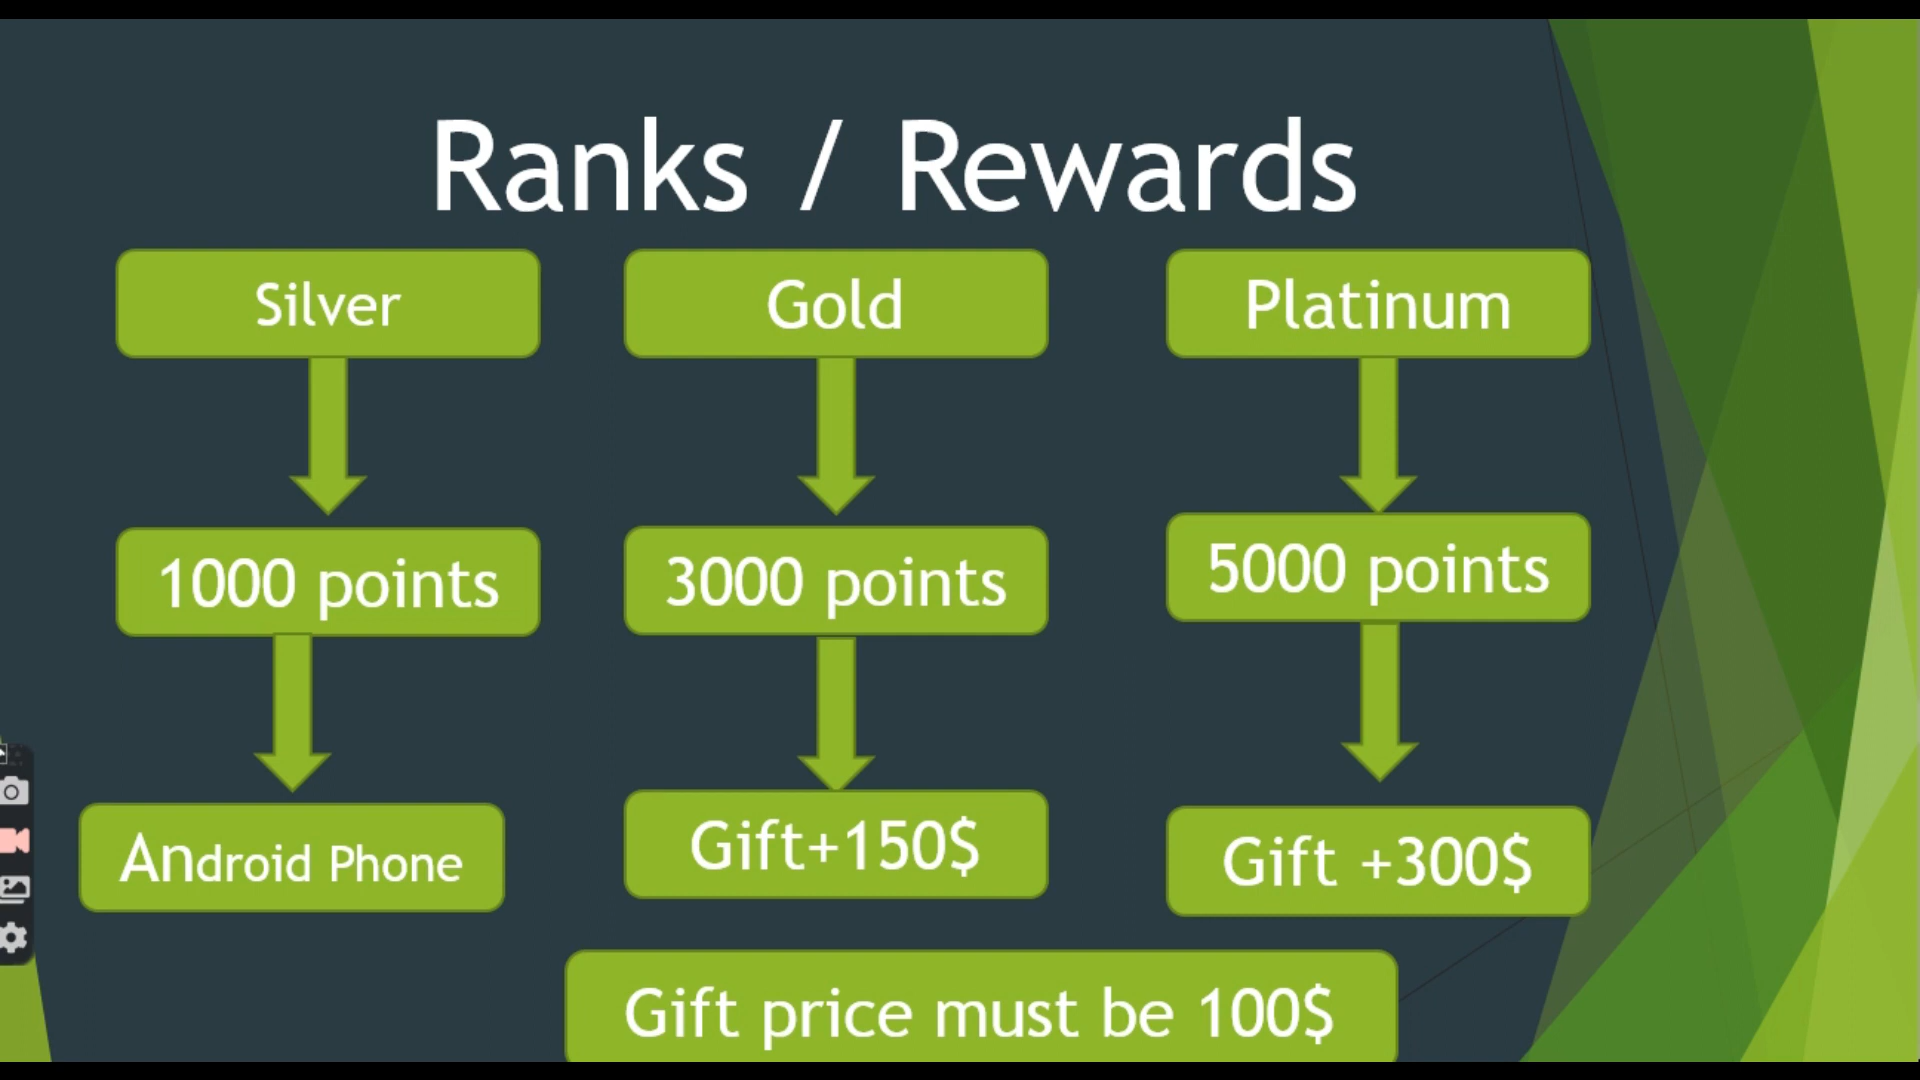 Ranks / Rewards
Silver
Gold
Platinum
1000 points
3000 points
5000 points
Android Phone
Gift+150$
Gift +300$
Gift price must be 100$